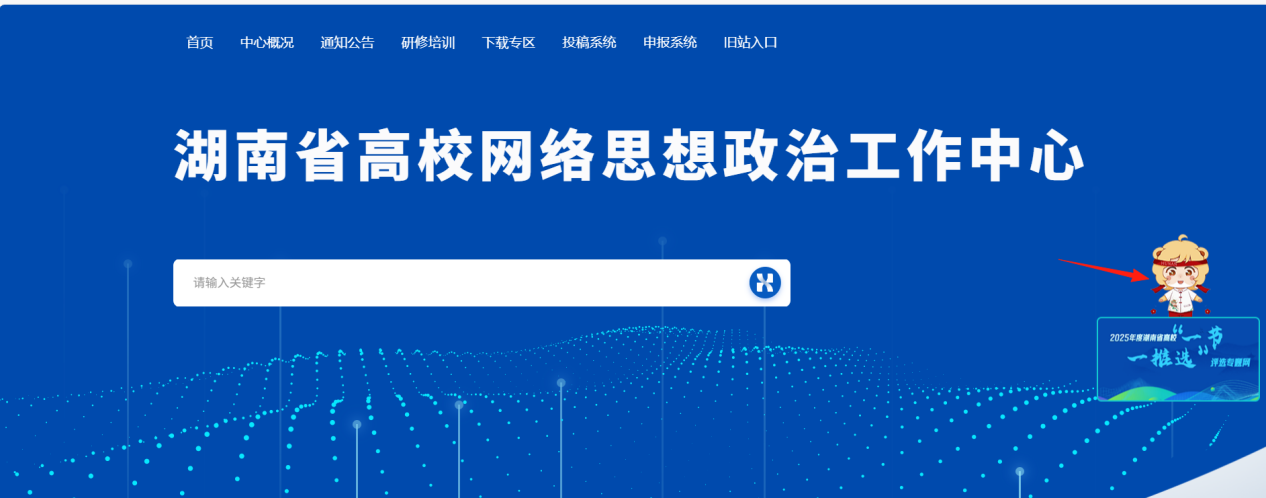 首页 中心概况 通知公告 研修培训 下载专区 投稿系统 申报系统 旧站入口
湖南省高校网络思想政治工作中心
请输入关键字
2025年度湖南省高校“一节
一推选”评选专题网